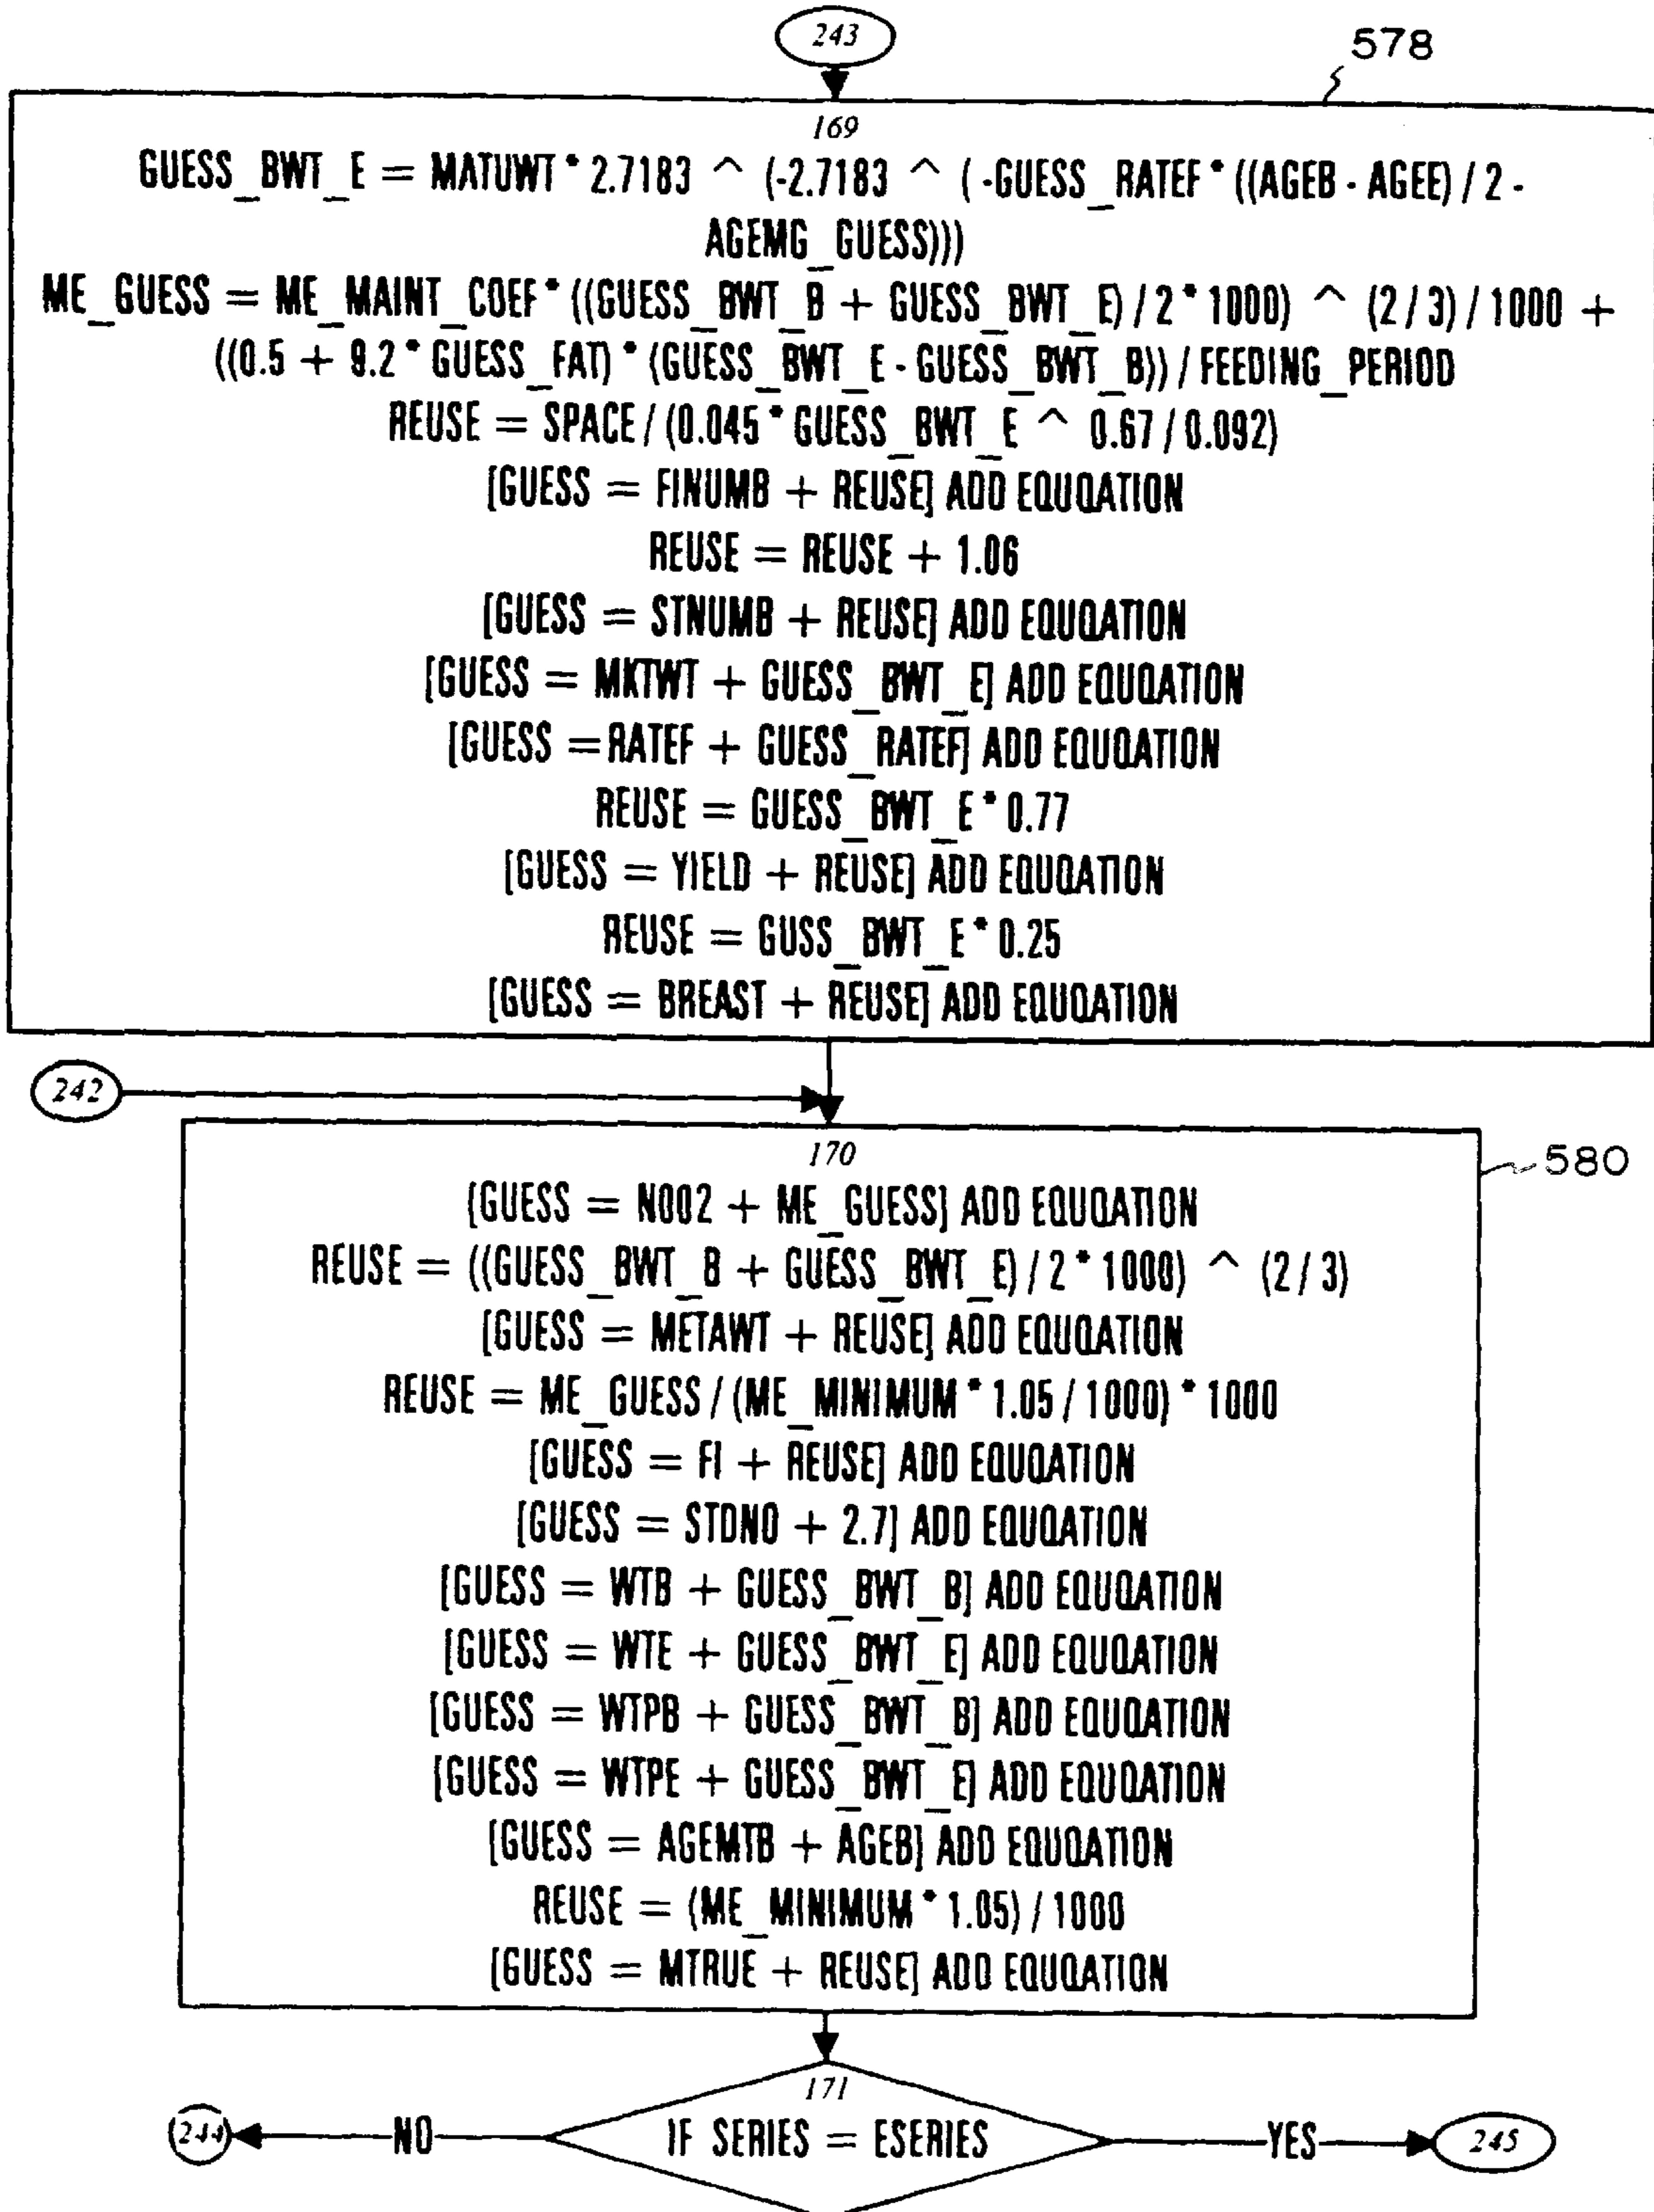 243
578
169
GUESS_BWT_E = MATUWT * 2.7183 ^ (-2.7183 ^ ( -GUESS_RATEF * ((AGEB - AGEE) / 2 -
AGEMG_GUESS)))
ME_GUESS = ME_MAINT_COEF * ((GUESS_BWT_B + GUESS_BWT_E) / 2 * 1000) ^ (2 / 3) / 1000 +
((0.5 + 9.2 * GUESS_FAT) * (GUESS_BWT_E - GUESS_BWT_B)) / FEEDING_PERIOD
REUSE = SPACE / (0.045 * GUESS_BWT_E ^ 0.67 / 0.092)
[GUESS = FINUMB + REUSE] ADD EQUQATION
REUSE = REUSE + 1.06
[GUESS = STNUMB + REUSE] ADD EQUQATION
[GUESS = MKTWT + GUESS_BWT_E] ADD EQUQATION
[GUESS =RATEF + GUESS_RATEF] ADD EQUQATION
REUSE = GUESS_BWT_E * 0.77
[GUESS = YIELD + REUSE] ADD EQUQATION
REUSE = GUSS_BWT_E * 0.25
[GUESS = BREAST + REUSE] ADD EQUQATION
242
170
580
[GUESS = N002 + ME_GUESS] ADD EQUQATION
REUSE = ((GUESS_BWT_B + GUESS_BWT_E) / 2 * 1000) ^ (2 / 3)
[GUESS = METAWT + REUSE] ADD EQUQATION
REUSE = ME_GUESS / (ME_MINIMUM * 1.05 / 1000) * 1000
[GUESS = FI + REUSE] ADD EQUQATION
[GUESS = STDNO + 2.7] ADD EQUQATION
[GUESS = WTB + GUESS_BWT_B] ADD EQUQATION
[GUESS = WTE + GUESS_BWT_E] ADD EQUQATION
[GUESS = WTPB + GUESS_BWT_B] ADD EQUQATION
[GUESS = WTPE + GUESS_BWT_E] ADD EQUQATION
[GUESS = AGEMTB + AGEB] ADD EQUQATION
REUSE = (ME_MINIMUM * 1.05) / 1000
[GUESS = MTRUE + REUSE] ADD EQUQATION
171
244 NO IF SERIES = ESERIES YES 245